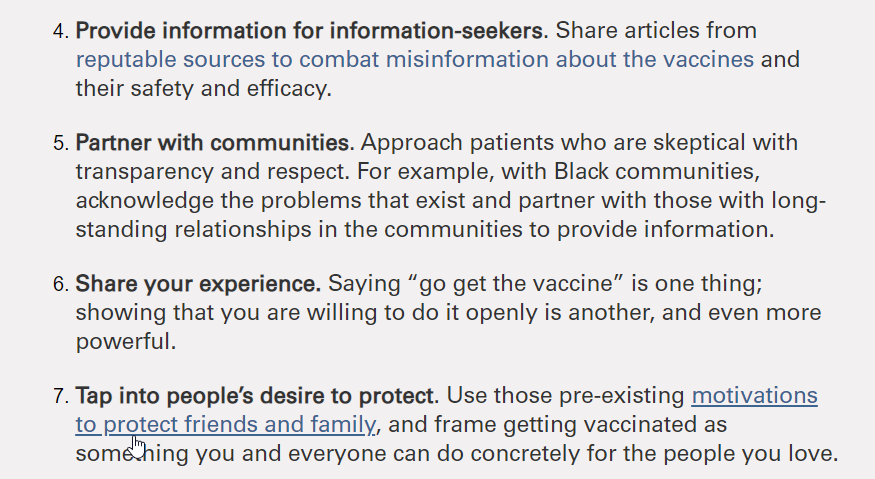 4. Provide information for information-seekers. Share articles from
reputable sources to combat misinformation about the vaccines and
their safety and efficacy.
5. Partner with communities. Approach patients who are skeptical with
transparency and respect. For example, with Black communities,
acknowledge the problems that exist and partner with those with long-
standing relationships in the communities to provide information.
6. Share your experience. Saying “go get the vaccine” is one thing;
showing that you are willing to do it openly is another, and even more
powerful.
7. Tap into people’s desire to protect. Use those pre-existing motivations
to protect friends and family, and frame getting vaccinated as
something you and everyone can do concretely for the people you love.